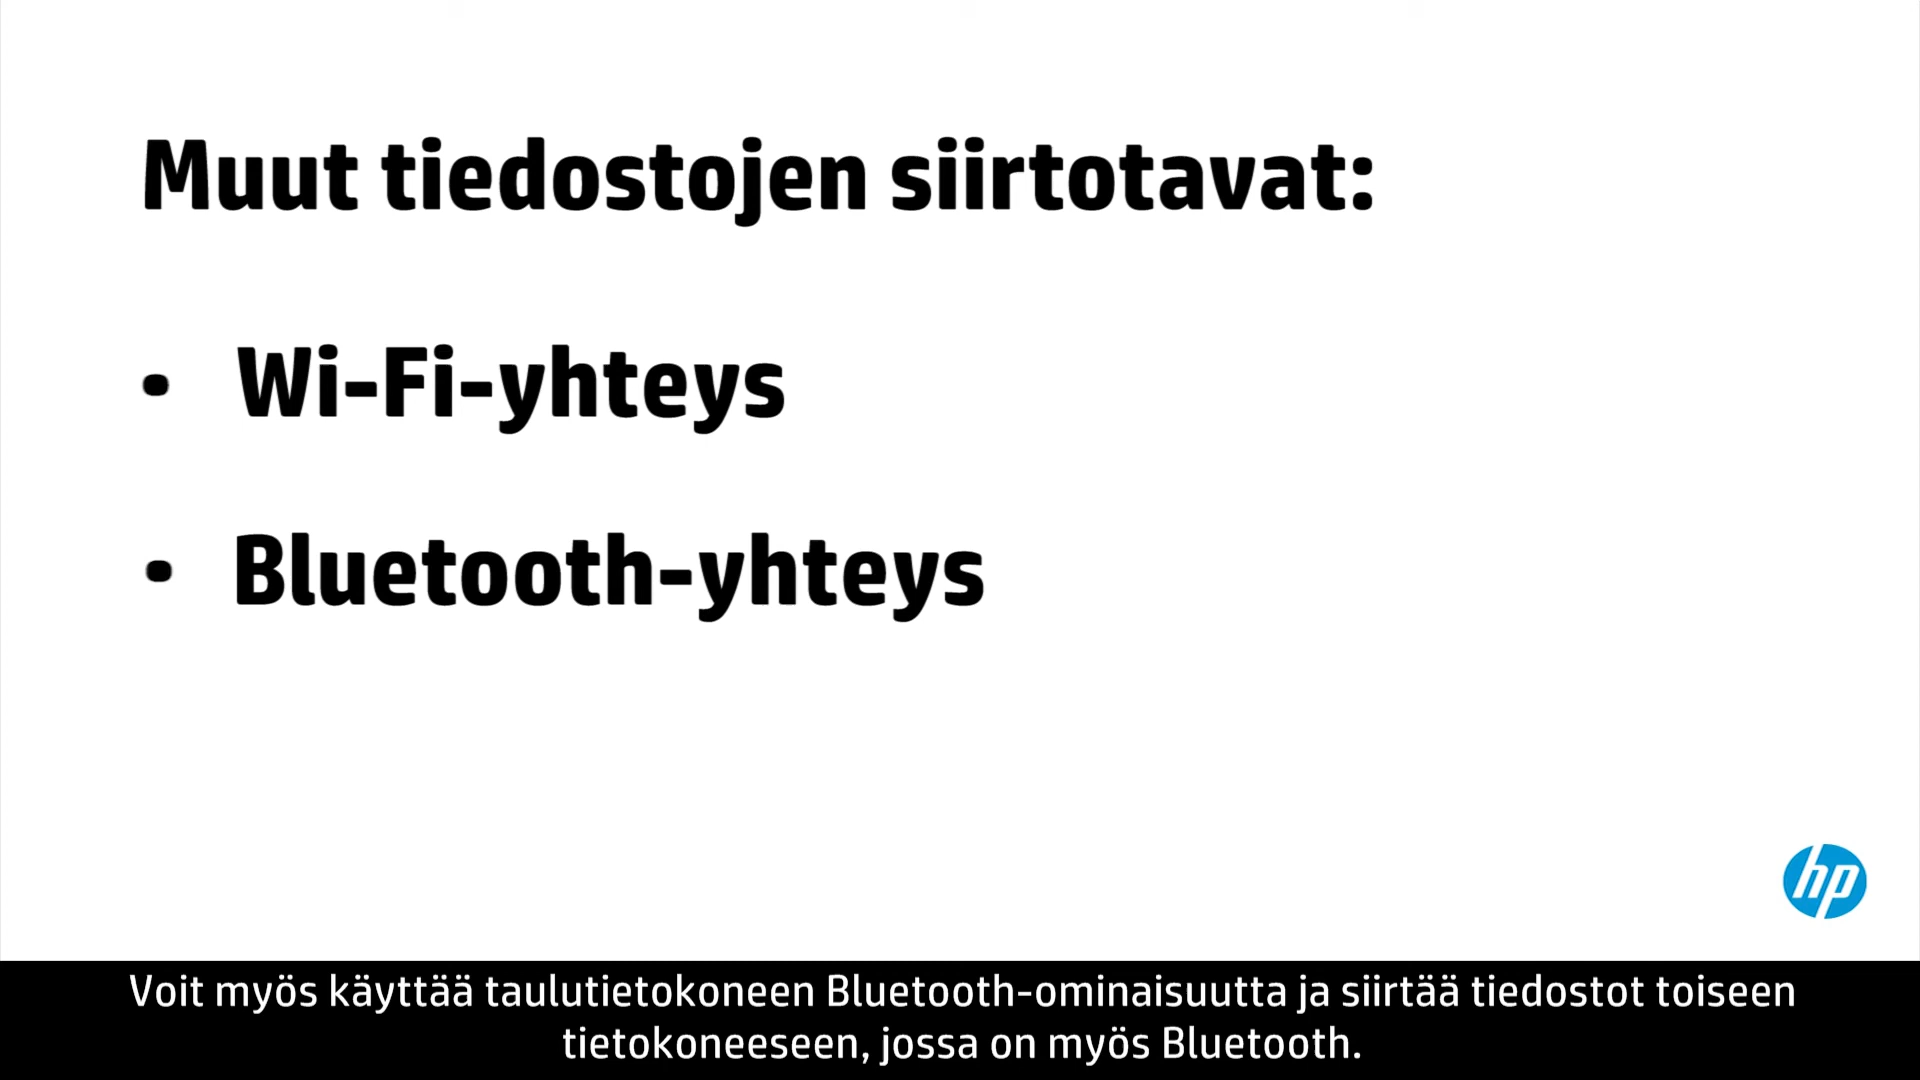 Muut tiedostojen siirtotavat:
• Wi-Fi-yhteys
• Bluetooth-yhteys
hp
Voit myös käyttää taulutietokoneen Bluetooth-ominaisuutta ja siirtää tiedostot toiseen
tietokoneeseen, jossa on myös Bluetooth.